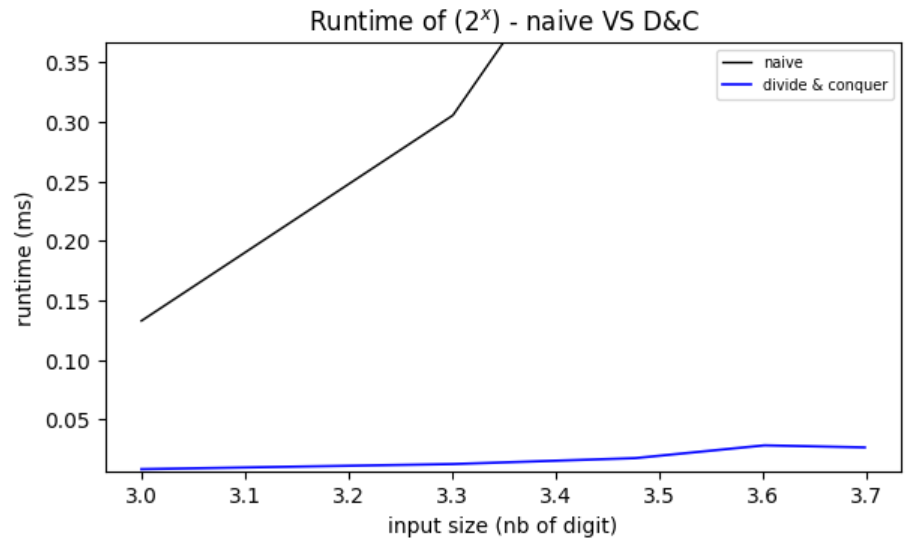 Runtime of (2^x) - naive VS D&C
naive
divide & conquer
runtime (ms)
0.35
0.30
0.25
0.20
0.15
0.10
0.05
3.0 3.1 3.2 3.3 3.4 3.5 3.6 3.7
input size (nb of digit)